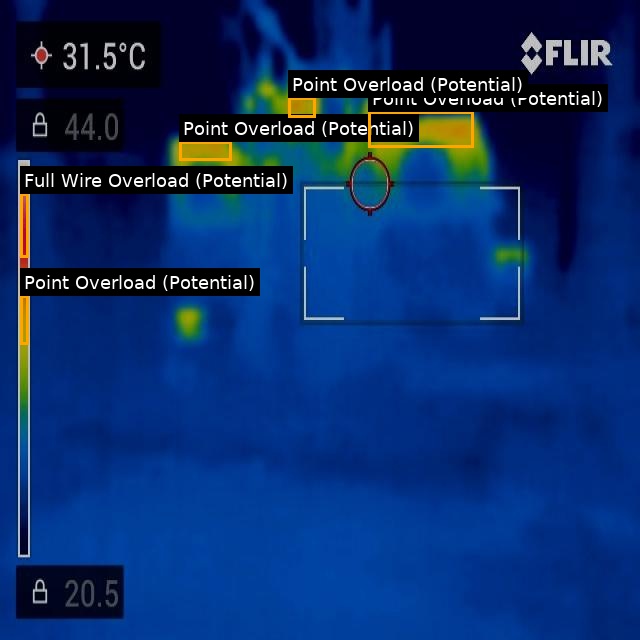 31.5°C
FLIR
Point Overload (Potential)
Point Overload (Potential)
44.0
Point Overload (Potential)
Full Wire Overload (Potential)
Point Overload (Potential)
20.5